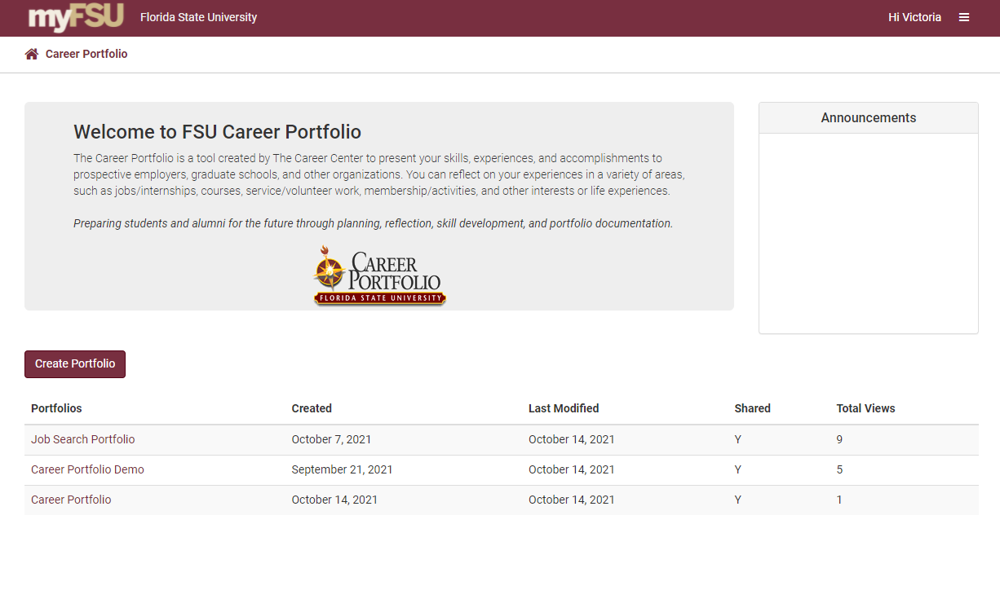 myFSU Florida State University Hi Victoria
Career Portfolio
Welcome to FSU Career Portfolio
The Career Portfolio is a tool created by The Career Center to present your skills, experiences, and accomplishments to
prospective employers, graduate schools, and other organizations. You can reflect on your experiences in a variety of areas,
such as jobs/internships, courses, service/volunteer work, membership/activities, and other interests or life experiences.
Preparing students and alumni for the future through planning, reflection, skill development, and portfolio documentation.
CAREER
PORTFOLIO
FLORIDA STATE UNIVERSITY
Announcements
Create Portfolio
Portfolios Created Last Modified Shared Total Views
Job Search Portfolio October 7, 2021 October 14, 2021 Y 9
Career Portfolio Demo September 21, 2021 October 14, 2021 Y 5
Career Portfolio October 14, 2021 October 14, 2021 Y 1